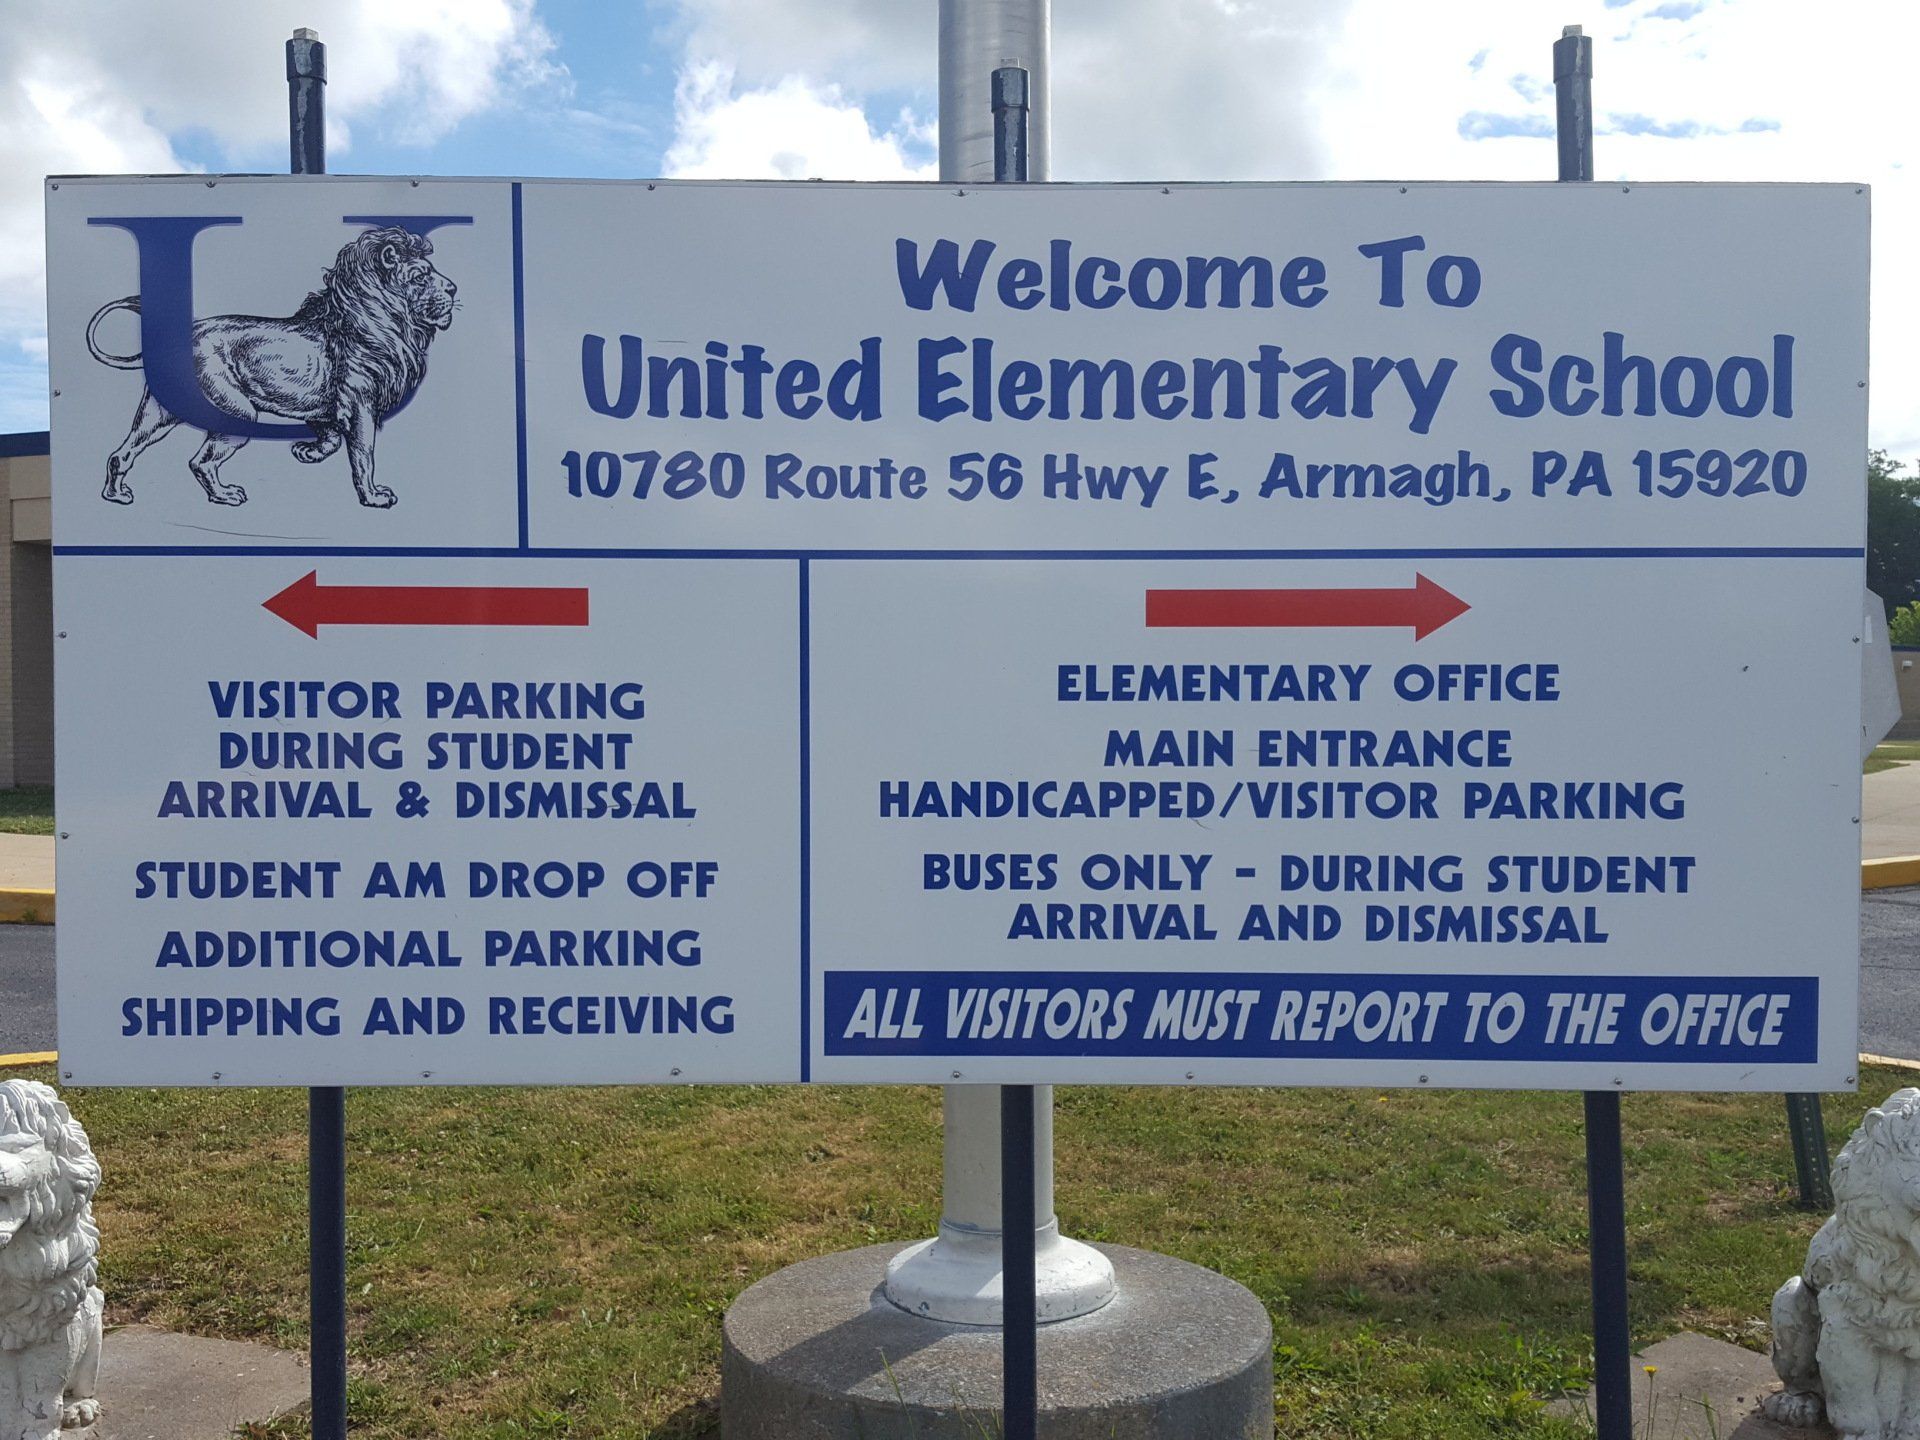 U
Welcome To
United Elementary School
10780 Route 56 Hwy E, Armagh, PA 15920
VISITOR PARKING
DURING STUDENT
ARRIVAL & DISMISSAL
STUDENT AM DROP OFF
ADDITIONAL PARKING
SHIPPING AND RECEIVING
ELEMENTARY OFFICE
MAIN ENTRANCE
HANDICAPPED/VISITOR PARKING
BUSES ONLY - DURING STUDENT
ARRIVAL AND DISMISSAL
ALL VISITORS MUST REPORT TO THE OFFICE